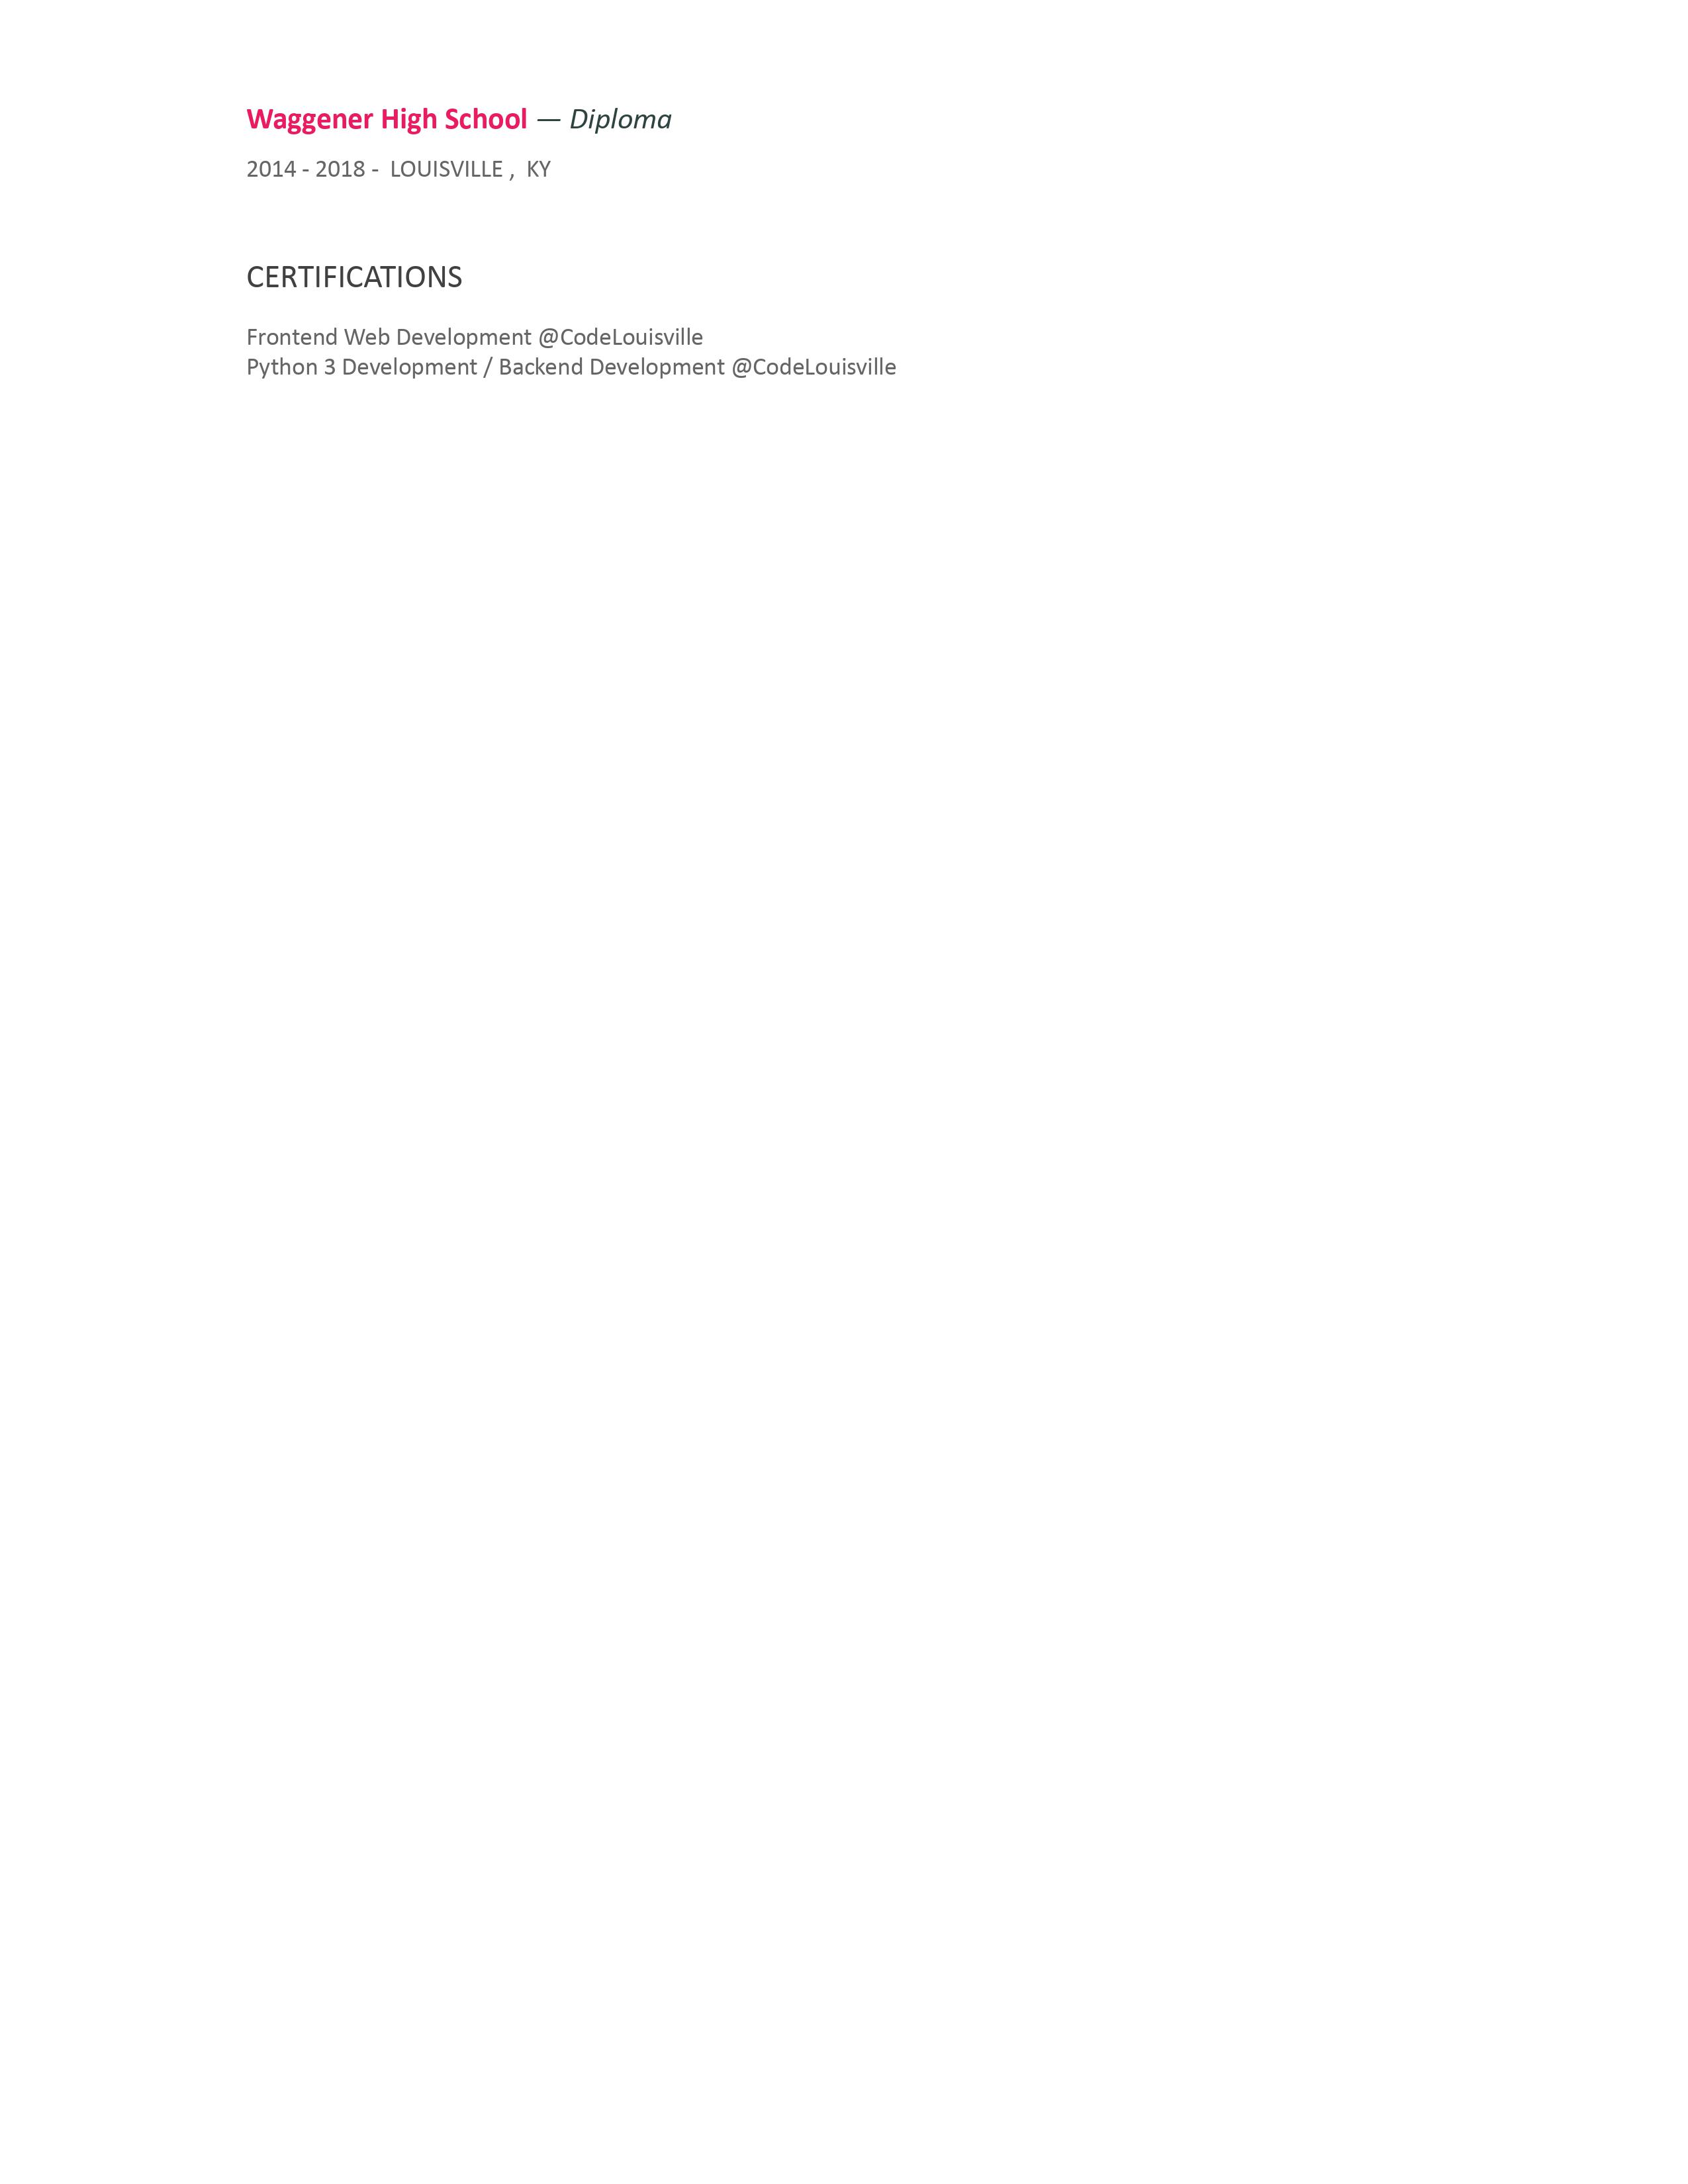 Waggener High School — Diploma
2014 - 2018 - LOUISVILLE , KY
CERTIFICATIONS
Frontend Web Development @CodeLouisville
Python 3 Development / Backend Development @CodeLouisville